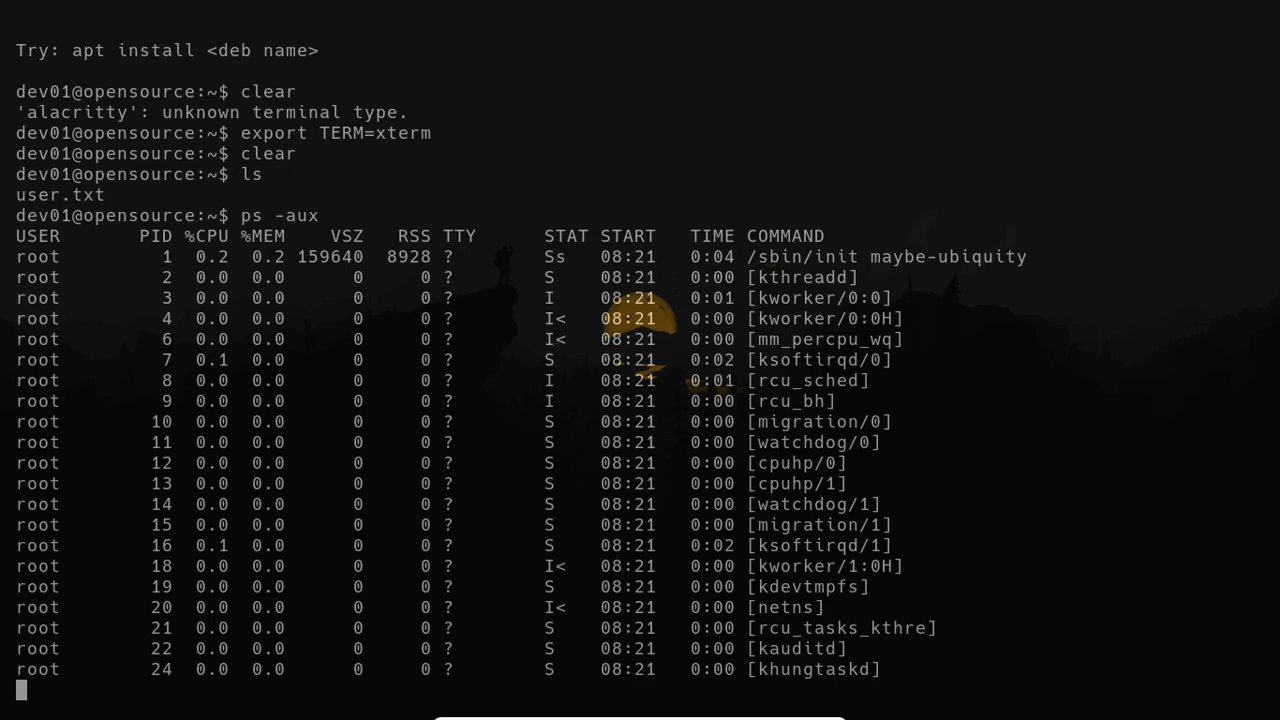 Try: apt install <deb name>
dev01@opensource:~$ clear
'alacritty': unknown terminal type.
dev01@opensource:~$ export TERM=xterm
dev01@opensource:~$ clear
dev01@opensource:~$ ls
user.txt
dev01@opensource:~$ ps -aux
USER       PID %CPU %MEM    VSZ   RSS TTY      STAT START   TIME COMMAND
root         1  0.2  0.2 159640  8928 ?        Ss   08:21   0:04 /sbin/init maybe-ubiquity
root         2  0.0  0.0      0     0 ?        S    08:21   0:00 [kthreadd]
root         3  0.0  0.0      0     0 ?        I    08:21   0:01 [kworker/0:0]
root         4  0.0  0.0      0     0 ?        I<   08:21   0:00 [kworker/0:0H]
root         6  0.0  0.0      0     0 ?        I<   08:21   0:00 [mm_percpu_wq]
root         7  0.1  0.0      0     0 ?        S    08:21   0:02 [ksoftirqd/0]
root         8  0.0  0.0      0     0 ?        I    08:21   0:01 [rcu_sched]
root         9  0.0  0.0      0     0 ?        I    08:21   0:00 [rcu_bh]
root        10  0.0  0.0      0     0 ?        S    08:21   0:00 [migration/0]
root        11  0.0  0.0      0     0 ?        S    08:21   0:00 [watchdog/0]
root        12  0.0  0.0      0     0 ?        S    08:21   0:00 [cpuhp/0]
root        13  0.0  0.0      0     0 ?        S    08:21   0:00 [cpuhp/1]
root        14  0.0  0.0      0     0 ?        S    08:21   0:00 [watchdog/1]
root        15  0.0  0.0      0     0 ?        S    08:21   0:00 [migration/1]
root        16  0.1  0.0      0     0 ?        S    08:21   0:02 [ksoftirqd/1]
root        18  0.0  0.0      0     0 ?        I<   08:21   0:00 [kworker/1:0H]
root        19  0.0  0.0      0     0 ?        S    08:21   0:00 [kdevtmpfs]
root        20  0.0  0.0      0     0 ?        I<   08:21   0:00 [netns]
root        21  0.0  0.0      0     0 ?        S    08:21   0:00 [rcu_tasks_kthre]
root        22  0.0  0.0      0     0 ?        S    08:21   0:00 [kauditd]
root        24  0.0  0.0      0     0 ?        S    08:21   0:00 [khungtaskd]